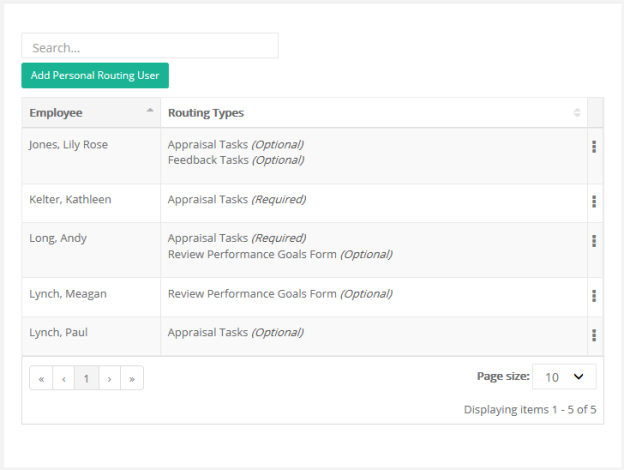 Search...
Add Personal Routing User
Employee Routing Types
Jones, Lily Rose Appraisal Tasks (Optional)
Feedback Tasks (Optional)
Kelter, Kathleen Appraisal Tasks (Required)
Long, Andy Appraisal Tasks (Required)
Review Performance Goals Form (Optional)
Lynch, Meagan Review Performance Goals Form (Optional)
Lynch, Paul Appraisal Tasks (Optional)
« ‹ 1 › » Page size: 10
Displaying items 1 - 5 of 5